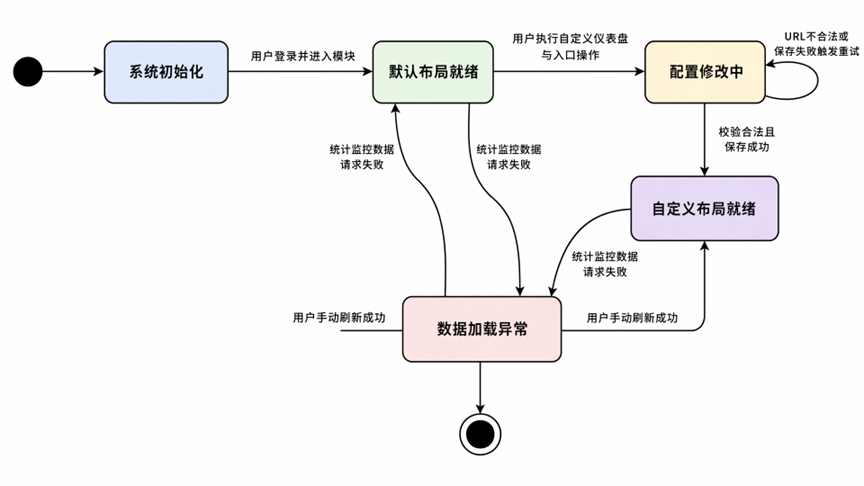 URL不合法或
保存失败触发重试
用户执行自定义仪表盘
与入口操作
用户登录并进入模块
系统初始化
默认布局就绪
配置修改中
校验合法且
保存成功
统计监控数据
请求失败
统计监控数据
请求失败
自定义布局就绪
统计监控数据
请求失败
用户手动刷新成功
数据加载异常
用户手动刷新成功